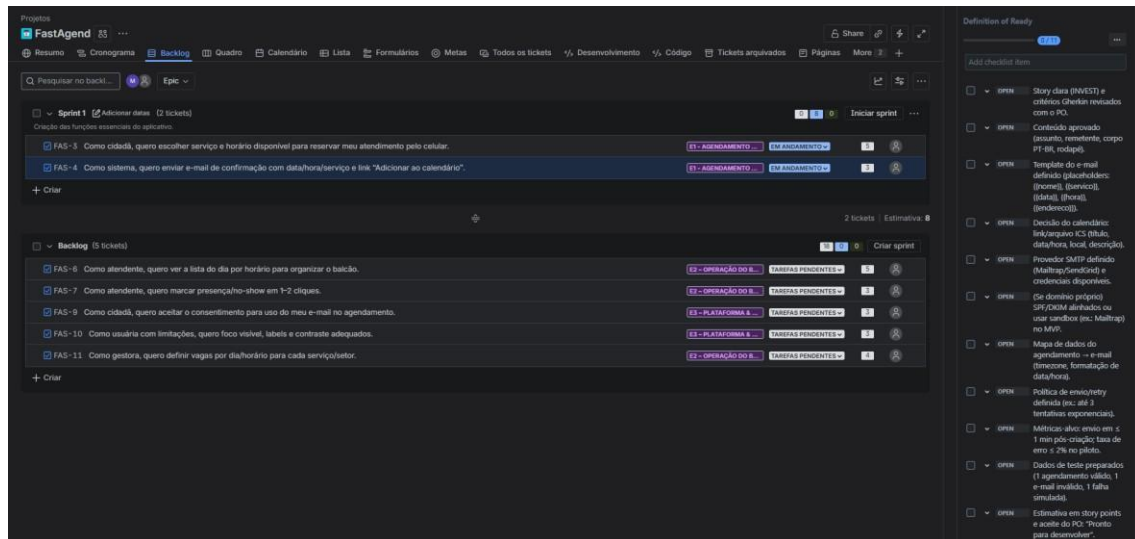 Projetos
FastAgend
Share
Resumo Cronograma Backlog Quadro Calendário Lista Formulários Metas Todos os tickets Desenvolvimento Código Tickets arquivados Páginas More 2
Pesquisar no backl... M Epic
Sprint 1 Adicionar datas (2 tickets) 0 8 0 Iniciar sprint
Criação das funções essenciais do aplicativo.
FAS-3 Como cidadã, quero escolher serviço e horário disponível para reservar meu atendimento pelo celular. E1 - AGENDAMENTO ... EM ANDAMENTO 5
FAS-4 Como sistema, quero enviar e-mail de confirmação com data/hora/serviço e link "Adicionar ao calendário". E1 - AGENDAMENTO ... EM ANDAMENTO 3
+ Criar
2 tickets | Estimativa: 8
Backlog (5 tickets) 18 0 0 Criar sprint
FAS-6 Como atendente, quero ver a lista do dia por horário para organizar o balcão. E2 – OPERAÇÃO DO B... TAREFAS PENDENTES 5
FAS-7 Como atendente, quero marcar presença/no-show em 1–2 cliques. E2 – OPERAÇÃO DO B... TAREFAS PENDENTES 3
FAS-9 Como cidadã, quero aceitar o consentimento para uso do meu e-mail no agendamento. E3 – PLATAFORMA & ... TAREFAS PENDENTES 3
FAS-10 Como usuária com limitações, quero foco visível, labels e contraste adequados. E3 – PLATAFORMA & ... TAREFAS PENDENTES 3
FAS-11 Como gestora, quero definir vagas por dia/horário para cada serviço/setor. E2 – OPERAÇÃO DO B... TAREFAS PENDENTES 4
+ Criar
Definition of Ready
0 / 11
Add checklist item
OPEN Story clara (INVEST) e
critérios Gherkin revisados
com o PO.
OPEN Conteúdo aprovado
(assunto, remetente, corpo
PT-BR, rodapé).
OPEN Template do e-mail
definido (placeholders:
{{nome}}, {{servico}},
{{data}}, {{hora}},
{{endereco}}).
OPEN Decisão do calendário:
link/arquivo ICS (título,
data/hora, local, descrição).
OPEN Provedor SMTP definido
(Mailtrap/SendGrid) e
credenciais disponíveis.
OPEN (Se domínio próprio)
SPF/DKIM alinhados ou
usar sandbox (ex.: Mailtrap)
no MVP.
OPEN Mapa de dados do
agendamento → e-mail
(timezone, formatação de
data/hora).
OPEN Política de envio/retry
definida (ex.: até 3
tentativas exponenciais).
OPEN Métricas-alvo: envio em ≤
1 min pós-criação; taxa de
erro ≤ 2% no piloto.
OPEN Dados de teste preparados
(1 agendamento válido, 1
e-mail inválido, 1 falha
simulada).
OPEN Estimativa em story points
e aceite do PO: "Pronto
para desenvolver".